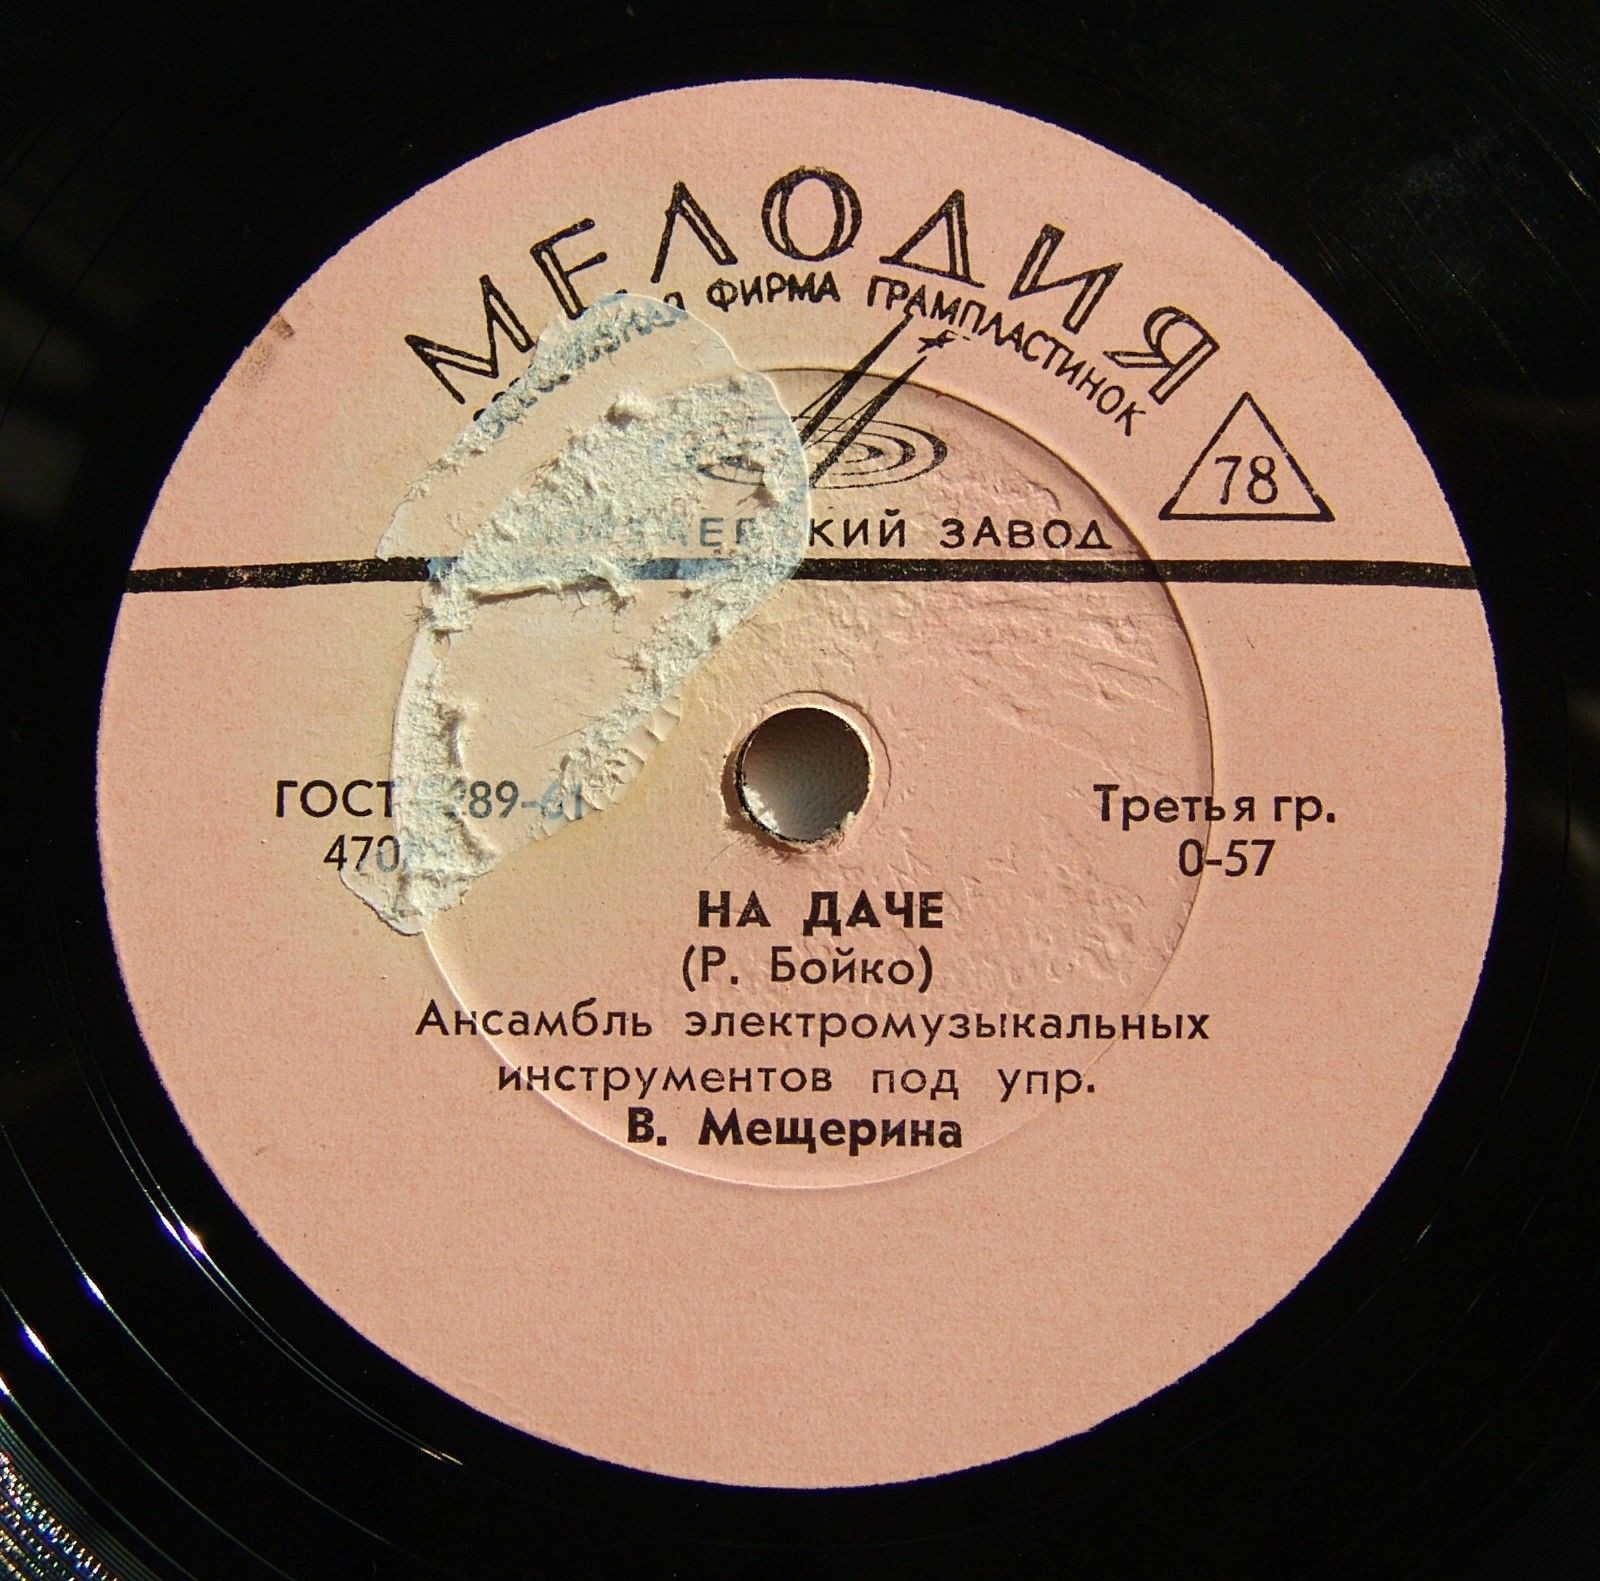 МЕЛОДИЯ
ФИРМА ГРАМПЛАСТИНОК
78
ЗАВОД
ГОСТ
Третья гр.
0-57
НА ДАЧЕ
(Р. Бойко)
Ансамбль электромузыкальных
инструментов под упр.
В. Мещерина